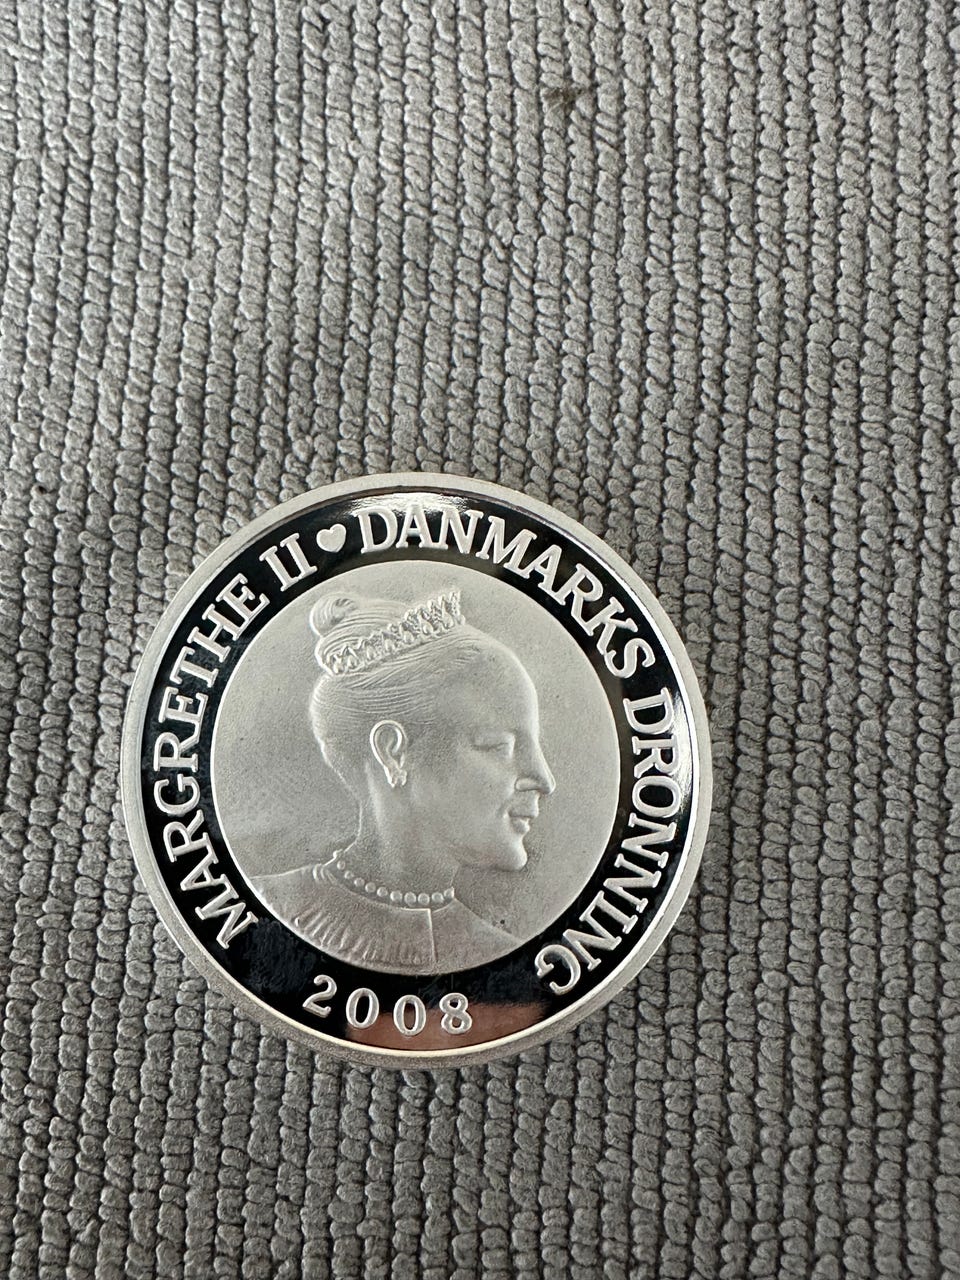 MARGRETHE II ♥ DANMARKS DRONNING
2008